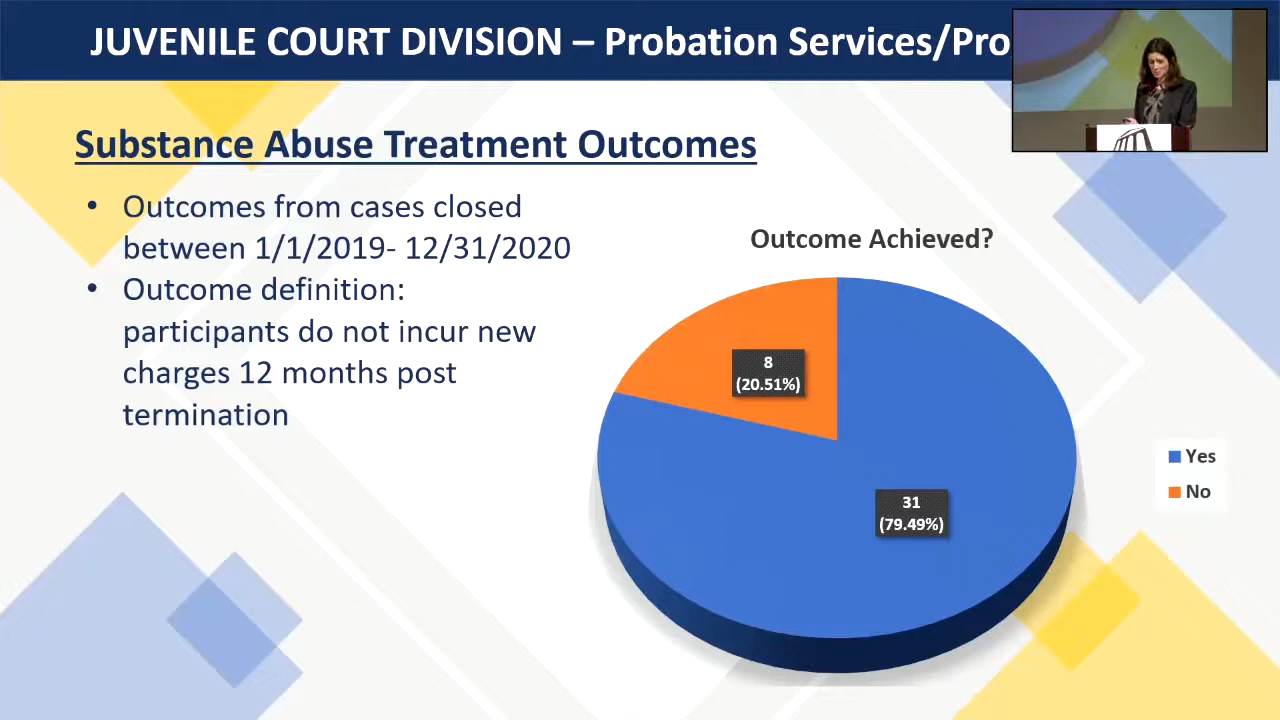 JUVENILE COURT DIVISION – Probation Services/Pro
Substance Abuse Treatment Outcomes
• Outcomes from cases closed
between 1/1/2019- 12/31/2020
• Outcome definition:
participants do not incur new
charges 12 months post
termination
Outcome Achieved?
8
(20.51%)
31
(79.49%)
Yes
No